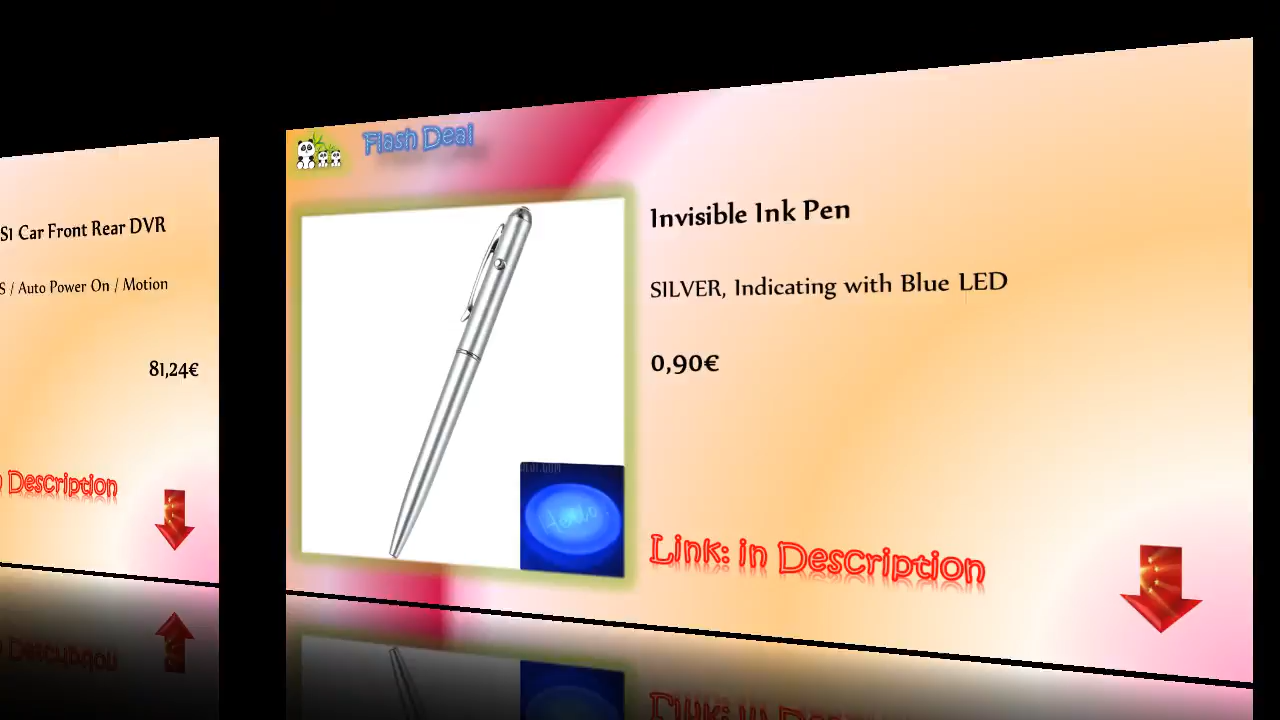 S1 Car Front Rear DVR
S / Auto Power On / Motion
81,24€
Description
Flash Deal
Invisible Ink Pen
SILVER, Indicating with Blue LED
0,90€
Hello
Link: in Description